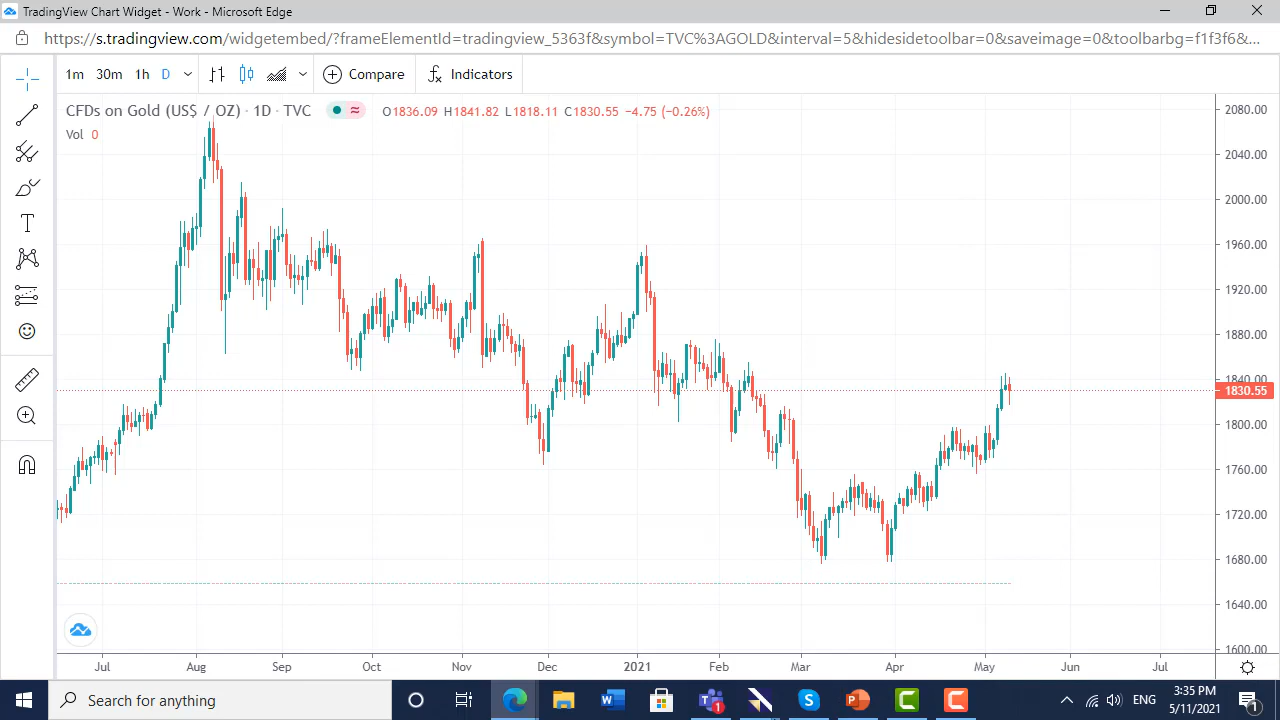 TradingView Chart Widget - Work - Microsoft Edge
https://s.tradingview.com/widgetembed/?frameElementId=tradingview_5363f&symbol=TVC%3AGOLD&interval=5&hidesidetoolbar=0&saveimage=0&toolbarbg=f1f3f6&...
1m 30m 1h D Compare Indicators
CFDs on Gold (US$ / OZ) · 1D · TVC O1836.09 H1841.82 L1818.11 C1830.55 −4.75 (−0.26%)
Vol 0
2080.00
2040.00
2000.00
1960.00
1920.00
1880.00
1840.00
1830.55
1800.00
1760.00
1720.00
1680.00
1640.00
1600.00
Jul Aug Sep Oct Nov Dec 2021 Feb Mar Apr May Jun Jul
Search for anything
W T 1 S P C C ENG 3:35 PM
5/11/2021 1